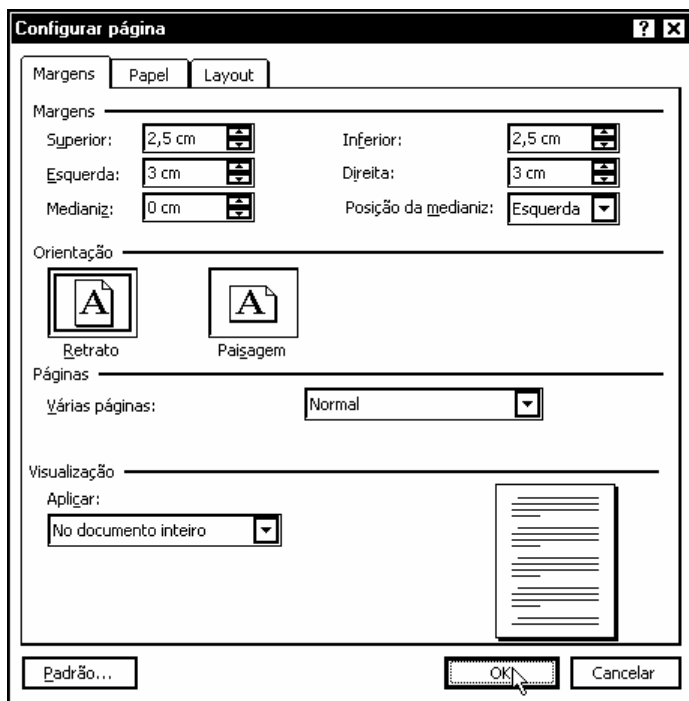 Configurar página
Margens Papel Layout
Margens
Superior: 2,5 cm Inferior: 2,5 cm
Esquerda: 3 cm Direita: 3 cm
Medianiz: 0 cm Posição da medianiz: Esquerda
Orientação
A A
Retrato Paisagem
Páginas
Várias páginas: Normal
Visualização
Aplicar:
No documento inteiro
Padrão... OK Cancelar